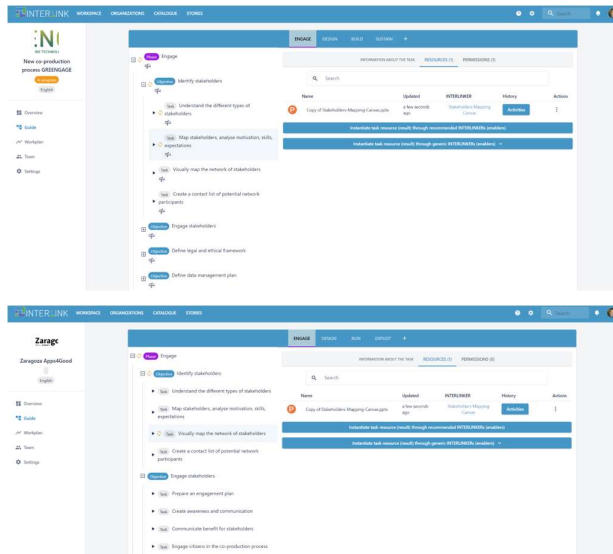 INTERLINK WORKSPACE ORGANIZATIONS CATALOGUE STORIES Search
New co-production
process GREENGAGE
In progress
English
Overview
Guide
Workplan
Team
Settings
ENGAGE DESIGN BUILD SUSTAIN +
Phase Engage
Objective Identify stakeholders
Task Understand the different types of
stakeholders
Task Map stakeholders, analyse motivation, skills,
expectations
Task Visually map the network of stakeholders
Task Create a contact list of potential network
participants
Objective Engage stakeholders
Objective Define legal and ethical framework
Objective Define data management plan
INFORMATION ABOUT THE TASK RESOURCES (1) PERMISSIONS (1)
Search
Name Updated INTERLINKER History Actions
Copy of Stakeholders Mapping Canvas.pptx a few seconds ago Stakeholders Mapping Canvas Activities
Instantiate task resource (result) through recommended INTERLINKERs (enablers)
Instantiate task resource (result) through generic INTERLINKERs (enablers)
INTERLINK WORKSPACE ORGANIZATIONS CATALOGUE STORIES Search
Zaragoza Apps4Good
English
Overview
Guide
Workplan
Team
Settings
ENGAGE DESIGN RUN EXPLOIT +
Phase Engage
Objective Identify stakeholders
Task Understand the different types of stakeholders
Task Map stakeholders, analyse motivation, skills,
expectations
Task Visually map the network of stakeholders
Task Create a contact list of potential network
participants
Objective Engage stakeholders
Task Prepare an engagement plan
Task Create awareness and communication
Task Communicate benefit for stakeholders
Task Engage citizens in the co-production process
INFORMATION ABOUT THE TASK RESOURCES (1) PERMISSIONS (0)
Search
Name Updated INTERLINKER History Actions
Copy of Stakeholders Mapping Canvas.pptx a few seconds ago Stakeholders Mapping Canvas Activities
Instantiate task resource (result) through recommended INTERLINKERs (enablers)
Instantiate task resource (result) through generic INTERLINKERs (enablers)